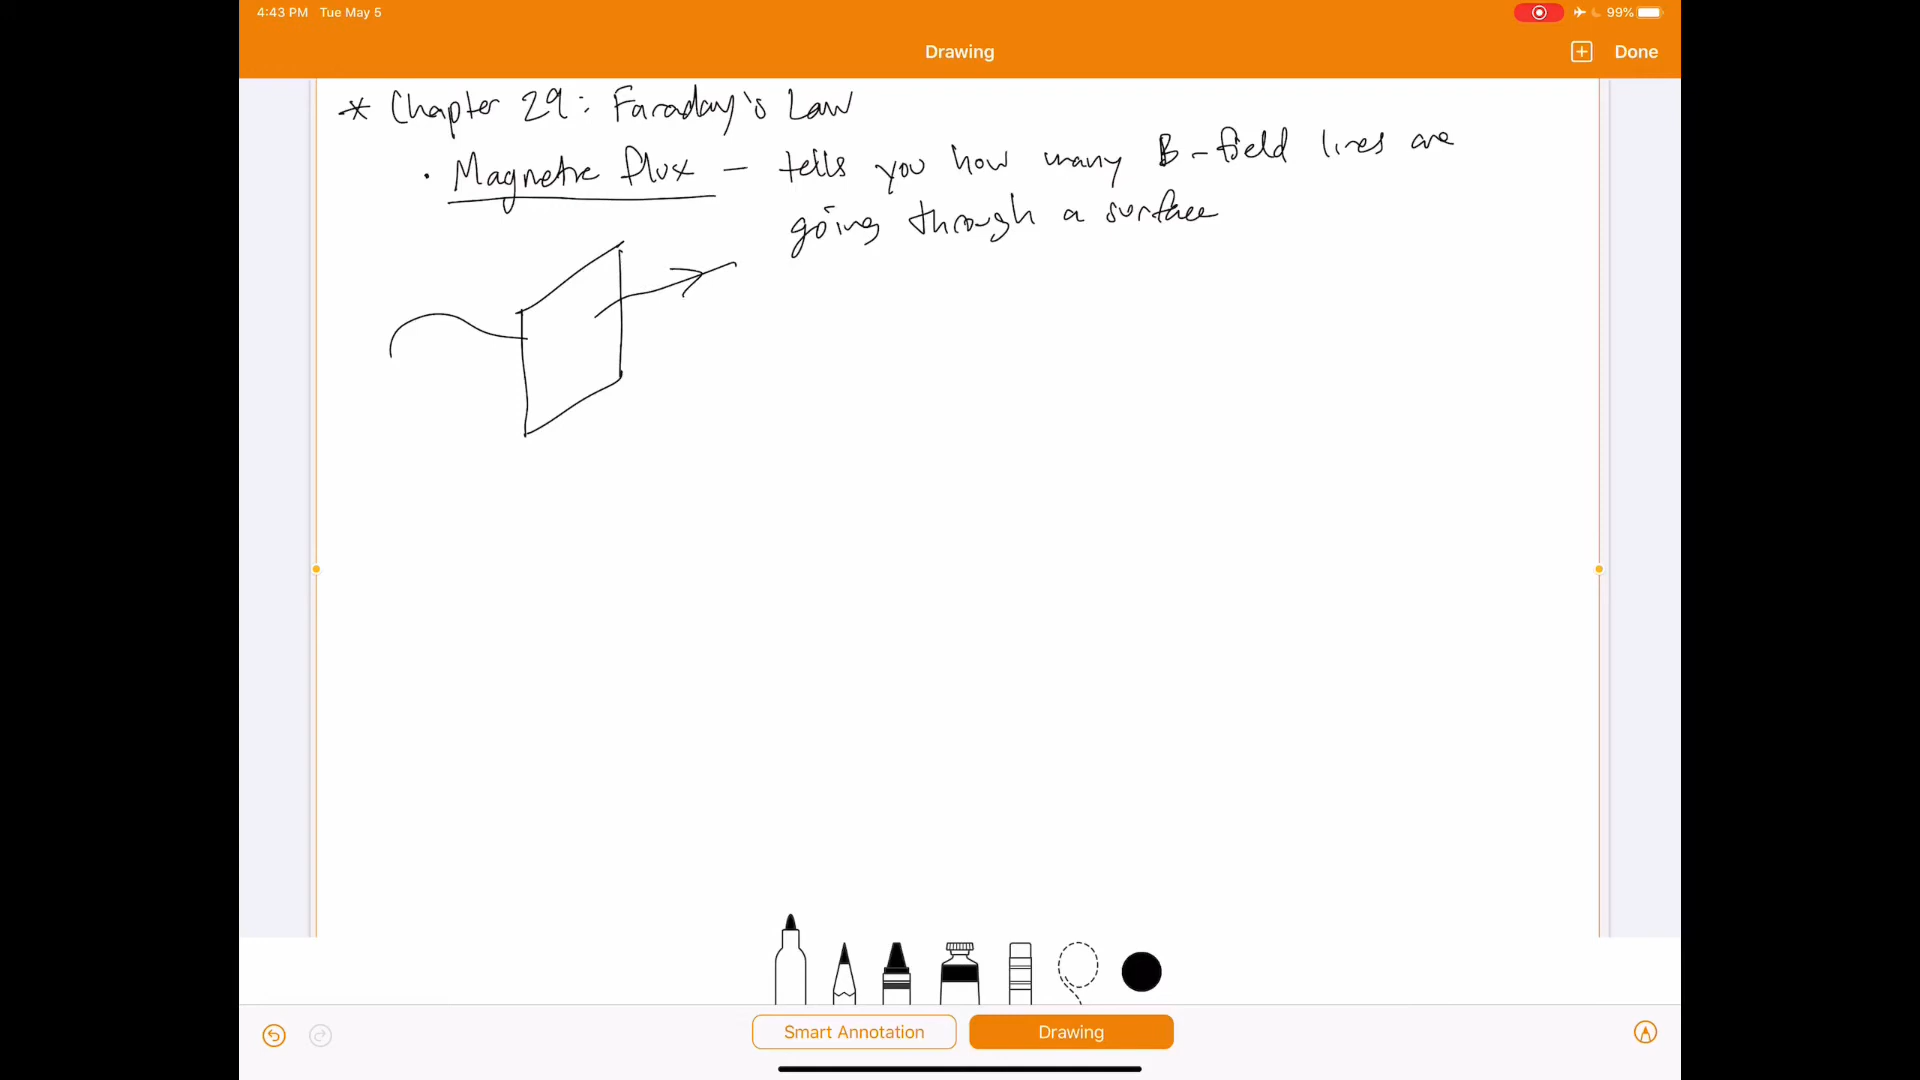 4:43 PM Tue May 5
99%
Drawing
Done
* Chapter 29: Faraday's Law
• Magnetic flux – tells you how many B-field lines are
going through a surface
Smart Annotation
Drawing